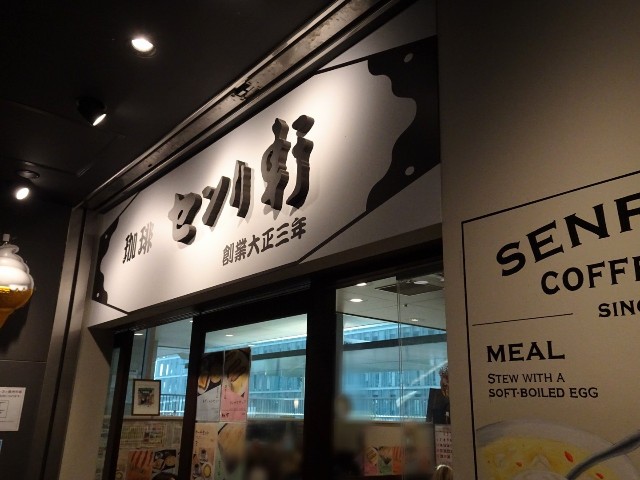 珈琲 センリ軒
創業大正三年
SENR
COFFE
SINC
MEAL
STEW WITH A
SOFT-BOILED EGG